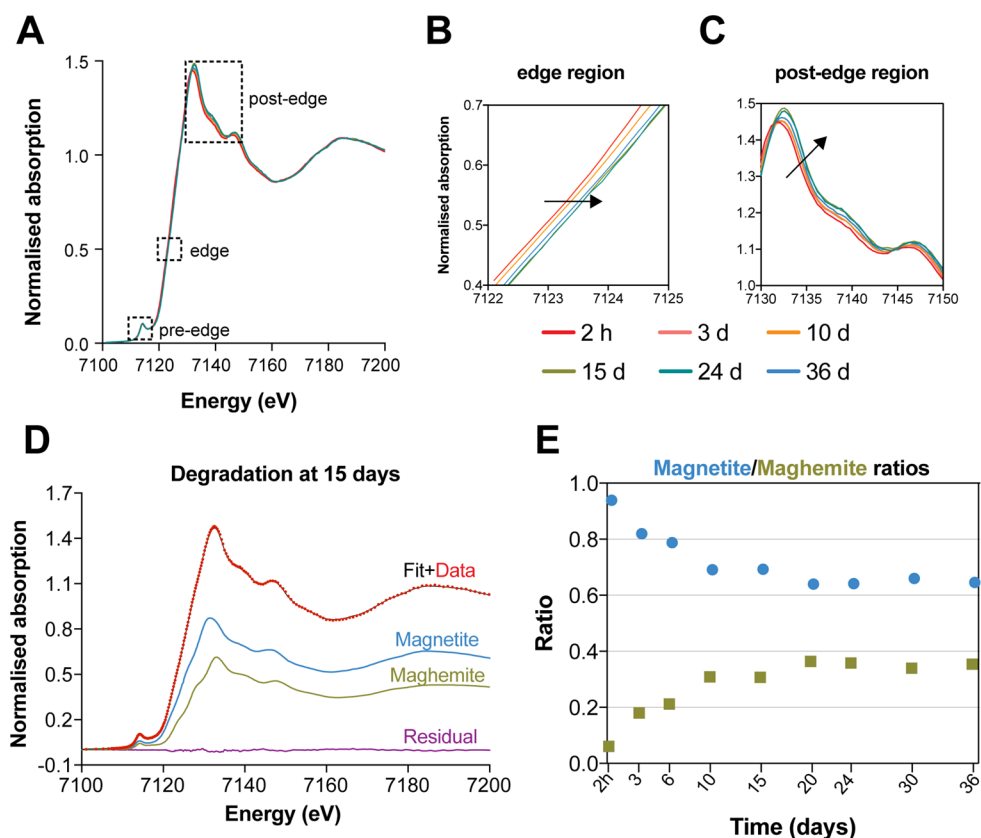 A
Normalised absorption
1.5
1.0
0.5
0.0
post-edge
edge
pre-edge
7100
7120
7140
7160
7180
7200
Energy (eV)
B
edge region
Normalised absorption
0.7
0.6
0.5
0.4
7122
7123
7124
7125
C
post-edge region
1.5
1.4
1.3
1.2
1.1
1.0
7130
7135
7140
7145
7150
2 h
3 d
10 d
15 d
24 d
36 d
D
Degradation at 15 days
Normalised absorption
1.7
1.4
1.1
0.8
0.5
0.2
-0.1
Fit+Data
Magnetite
Maghemite
Residual
7100
7120
7140
7160
7180
7200
Energy (eV)
E
Magnetite/Maghemite ratios
Ratio
1.0
0.8
0.6
0.4
0.2
0.0
2h
3
6
10
15
20
24
30
36
Time (days)